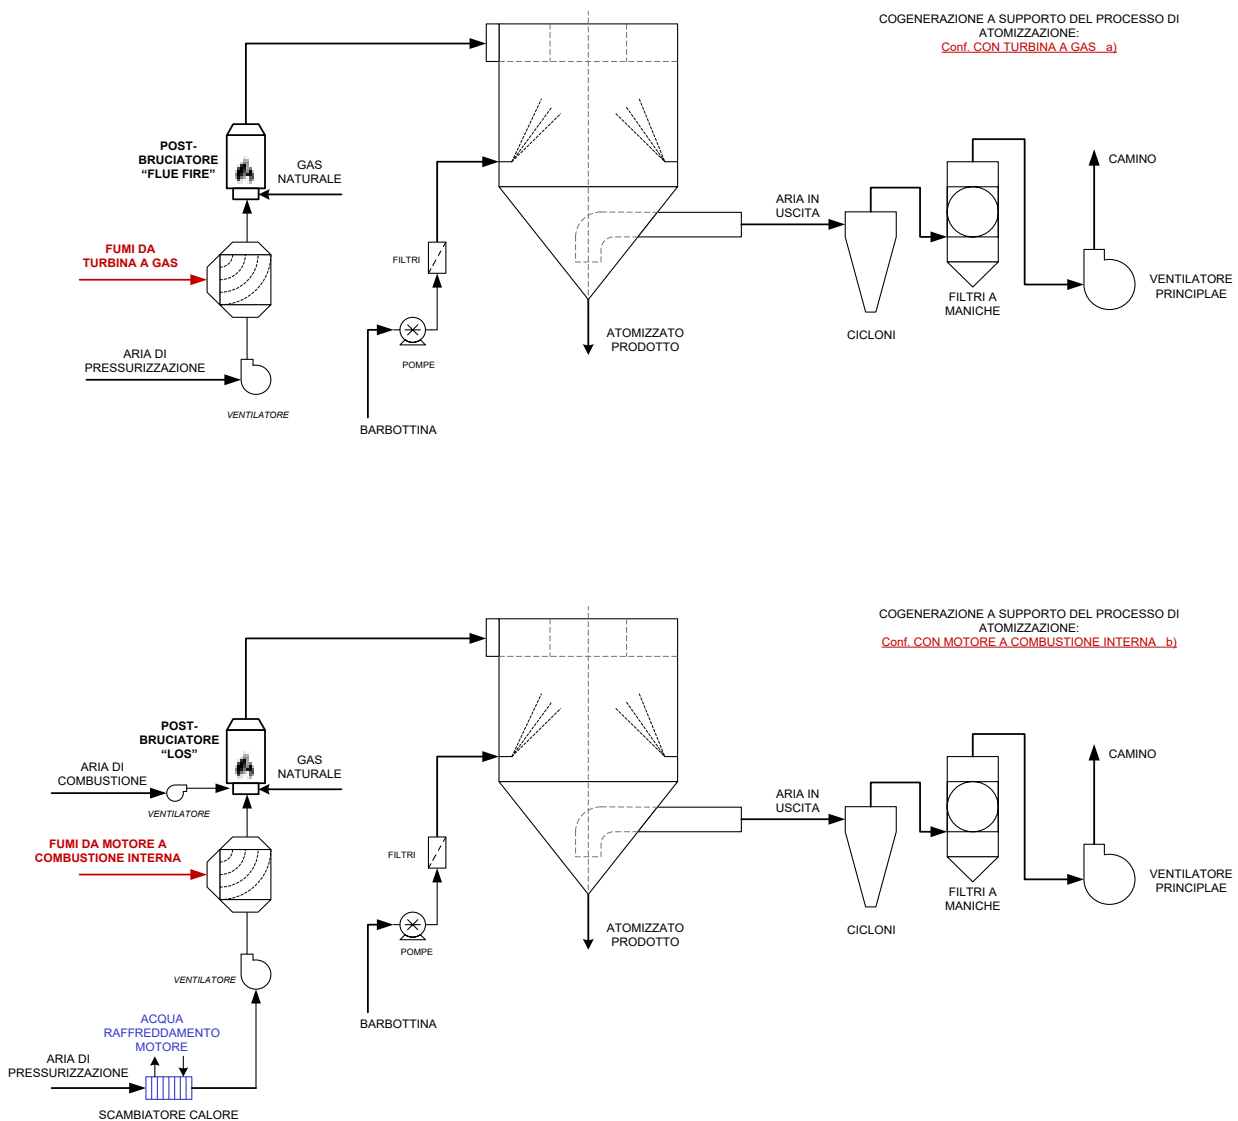 COGENERAZIONE A SUPPORTO DEL PROCESSO DI
ATOMIZZAZIONE:
Conf. CON TURBINA A GAS   a)
POST-
BRUCIATORE
“FLUE FIRE”
GAS
NATURALE
FUMI DA
TURBINA A GAS
ARIA DI
PRESSURIZZAZIONE
VENTILATORE
FILTRI
POMPE
BARBOTTINA
ATOMIZZATO
PRODOTTO
ARIA IN
USCITA
CICLONI
FILTRI A
MANICHE
CAMINO
VENTILATORE
PRINCIPLAE
COGENERAZIONE A SUPPORTO DEL PROCESSO DI
ATOMIZZAZIONE:
Conf. CON MOTORE A COMBUSTIONE INTERNA   b)
POST-
BRUCIATORE
“LOS”
GAS
NATURALE
ARIA DI
COMBUSTIONE
VENTILATORE
FUMI DA MOTORE A
COMBUSTIONE INTERNA
VENTILATORE
ACQUA
RAFFREDDAMENTO
MOTORE
ARIA DI
PRESSURIZZAZIONE
SCAMBIATORE CALORE
FILTRI
POMPE
BARBOTTINA
ATOMIZZATO
PRODOTTO
ARIA IN
USCITA
CICLONI
FILTRI A
MANICHE
CAMINO
VENTILATORE
PRINCIPLAE